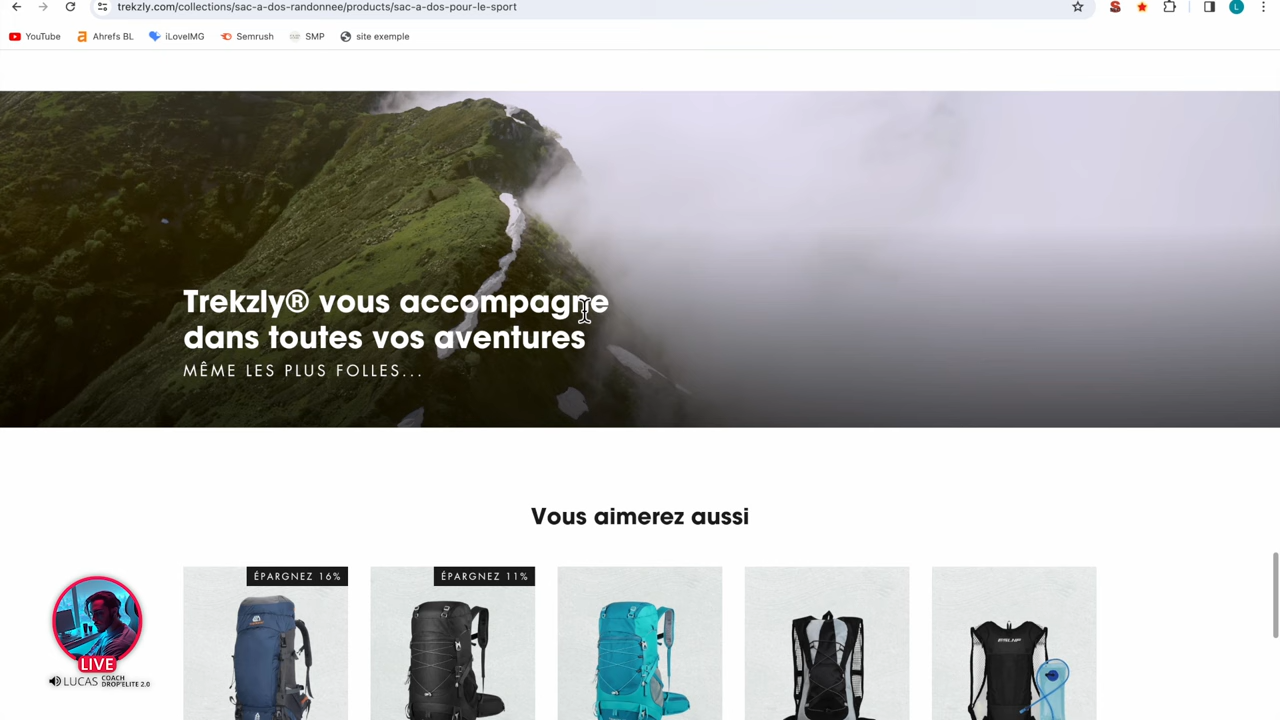 trekzly.com/collections/sac-a-dos-randonnee/products/sac-a-dos-pour-le-sport
S
L
YouTube
a Ahrefs BL
iLoveIMG
Semrush
SMP
site exemple
Trekzly® vous accompagne
dans toutes vos aventures
MÊME LES PLUS FOLLES...
Vous aimerez aussi
ÉPARGNEZ 16%
ÉPARGNEZ 11%
LIVE
LUCAS COACH DROP'ELITE 2.0